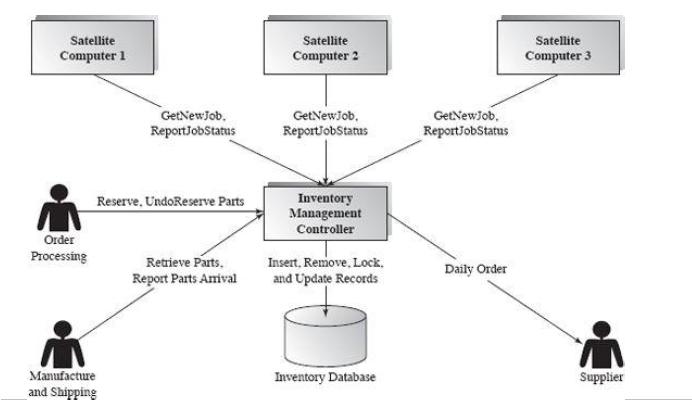 Satellite
Computer 1
Satellite
Computer 2
Satellite
Computer 3
GetNewJob,
ReportJobStatus
GetNewJob,
ReportJobStatus
GetNewJob,
ReportJobStatus
Reserve, UndoReserve Parts
Inventory
Management
Controller
Order
Processing
Retrieve Parts,
Report Parts Arrival
Insert, Remove, Lock,
and Update Records
Daily Order
Manufacture
and Shipping
Inventory Database
Supplier